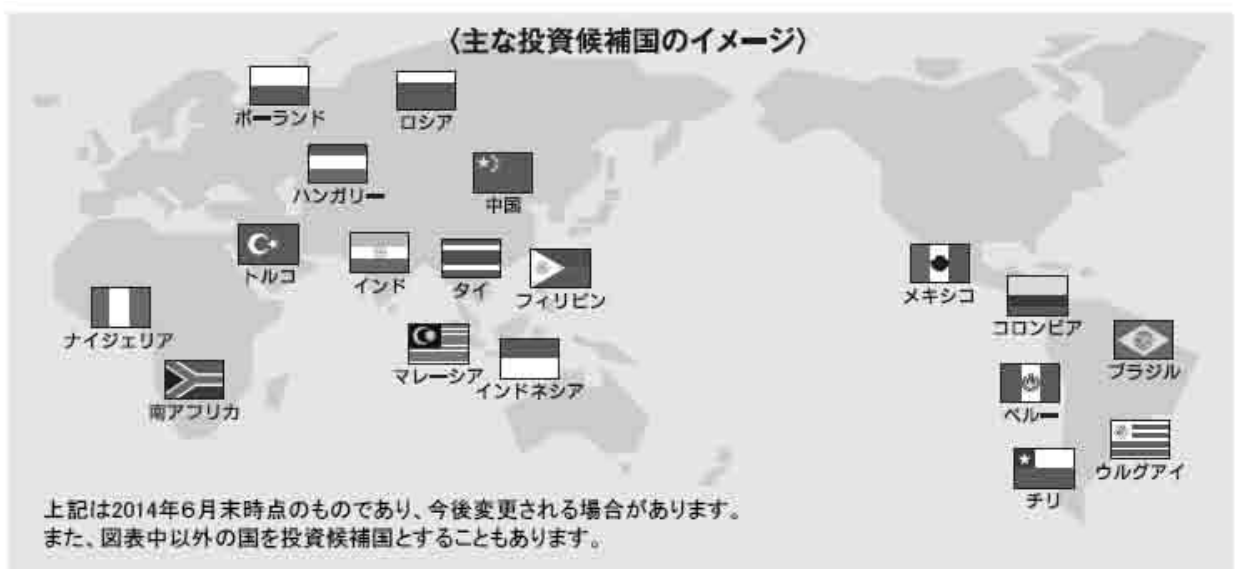 〈主な投資候補国のイメージ〉
ポーランド
ロシア
ハンガリー
中国
トルコ
インド
タイ
フィリピン
メキシコ
コロンビア
ナイジェリア
マレーシア
インドネシア
ブラジル
南アフリカ
ペルー
ウルグアイ
チリ
上記は2014年6月末時点のものであり、今後変更される場合があります。
また、図表中以外の国を投資候補国とすることもあります。